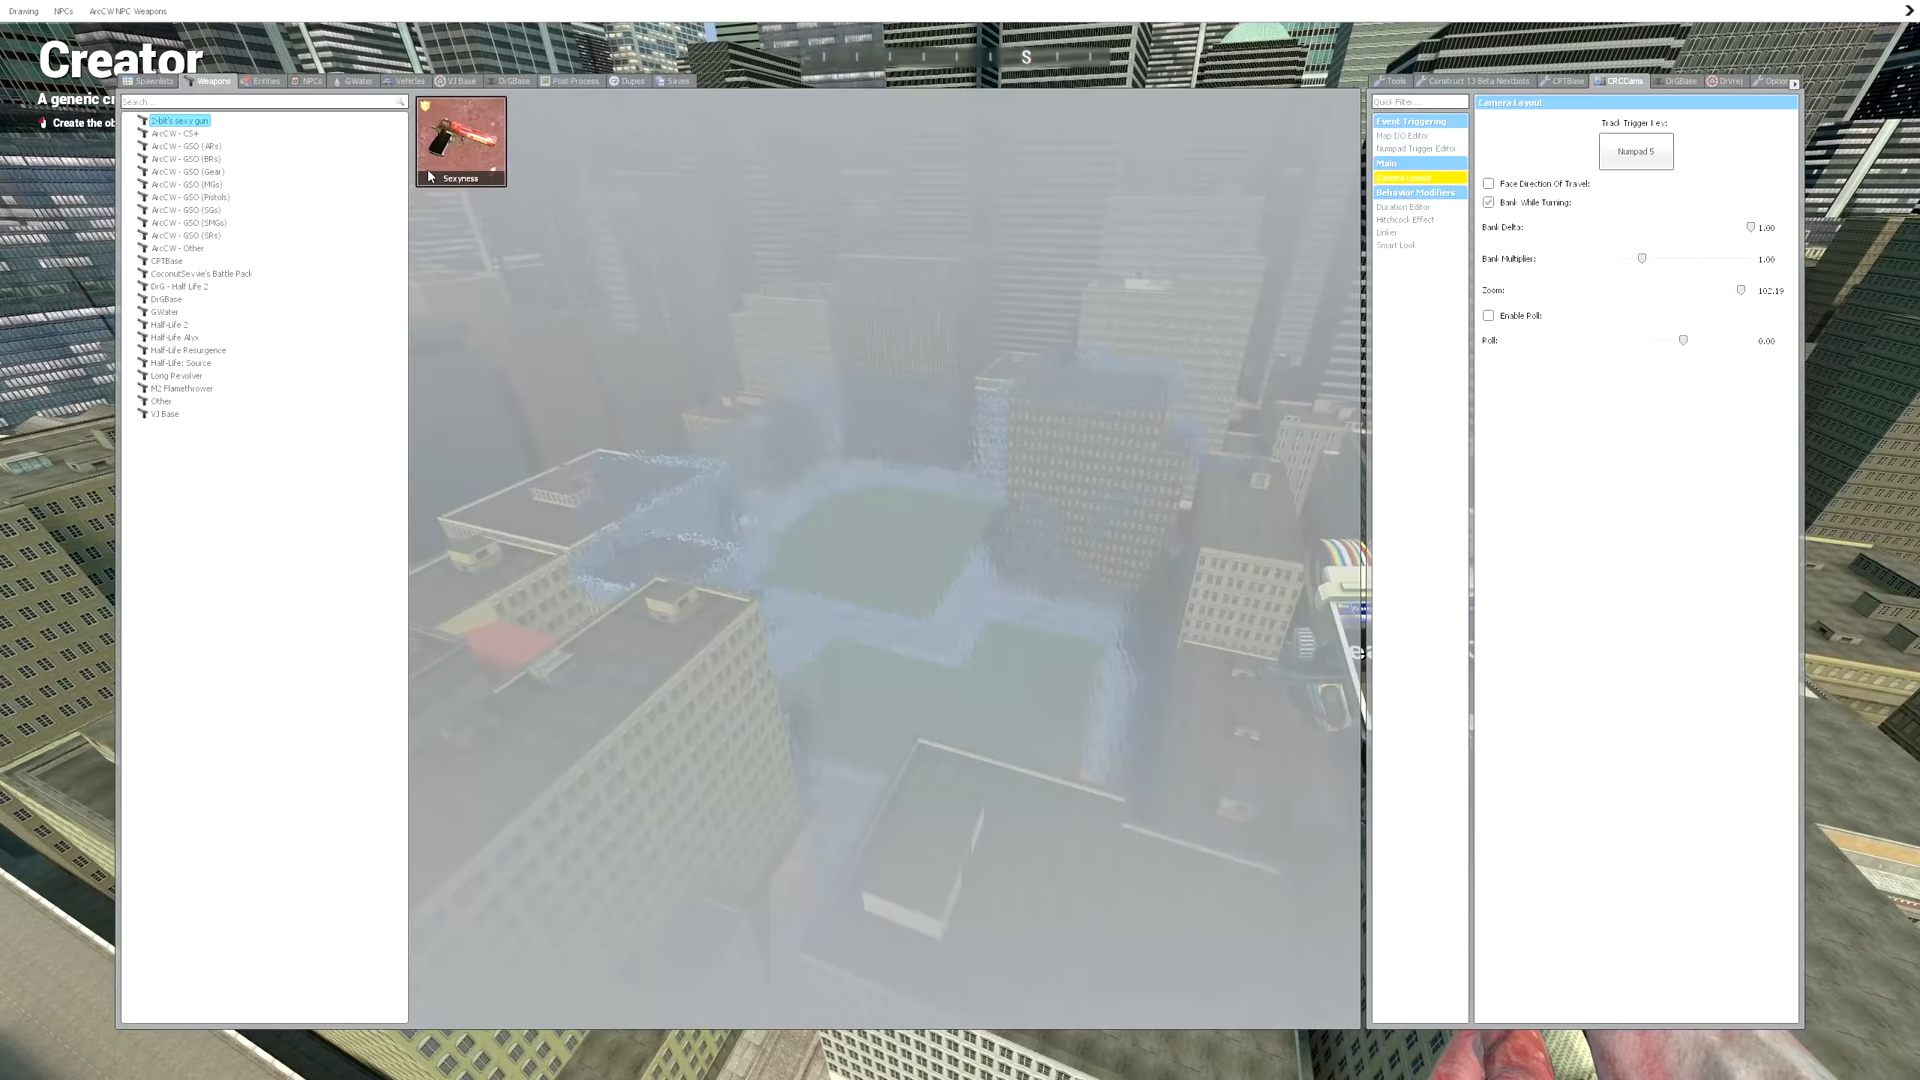 Drawing NPCs ArcCW NPC Weapons
Creator
S
A generic c
Create the ob
Spawnlists Weapons Entities NPCs GWater Vehicles VJ Base DrGBase Post Process Dupes Saves
Search...
2-bit's sexy gun
ArcCW - CS+
ArcCW - GSO (ARs)
ArcCW - GSO (BRs)
ArcCW - GSO (Gear)
ArcCW - GSO (MGs)
ArcCW - GSO (Pistols)
ArcCW - GSO (SGs)
ArcCW - GSO (SMGs)
ArcCW - GSO (SRs)
ArcCW - Other
CPTBase
CoconutSevvie's Battle Pack
DrG - Half Life 2
DrGBase
GWater
Half-Life 2
Half-Life Alyx
Half-Life Resurgence
Half-Life: Source
Long Revolver
M2 Flamethrower
Other
VJ Base
Sexyness
Tools Construct 13 Beta Nextbots CPTBase CRCCams DrGBase DrVrej Option
Quick Filter...
Event Triggering
Map I/O Editor
Numpad Trigger Editor
Main
Camera Layout
Behavior Modifiers
Duration Editor
Hitchcock Effect
Linker
Smart Look
Camera Layout
Track Trigger Key:
Numpad 5
Face Direction Of Travel:
Bank While Turning:
Bank Delta: 1.00
Bank Multiplier: 1.00
Zoom: 102.19
Enable Roll:
Roll: 0.00